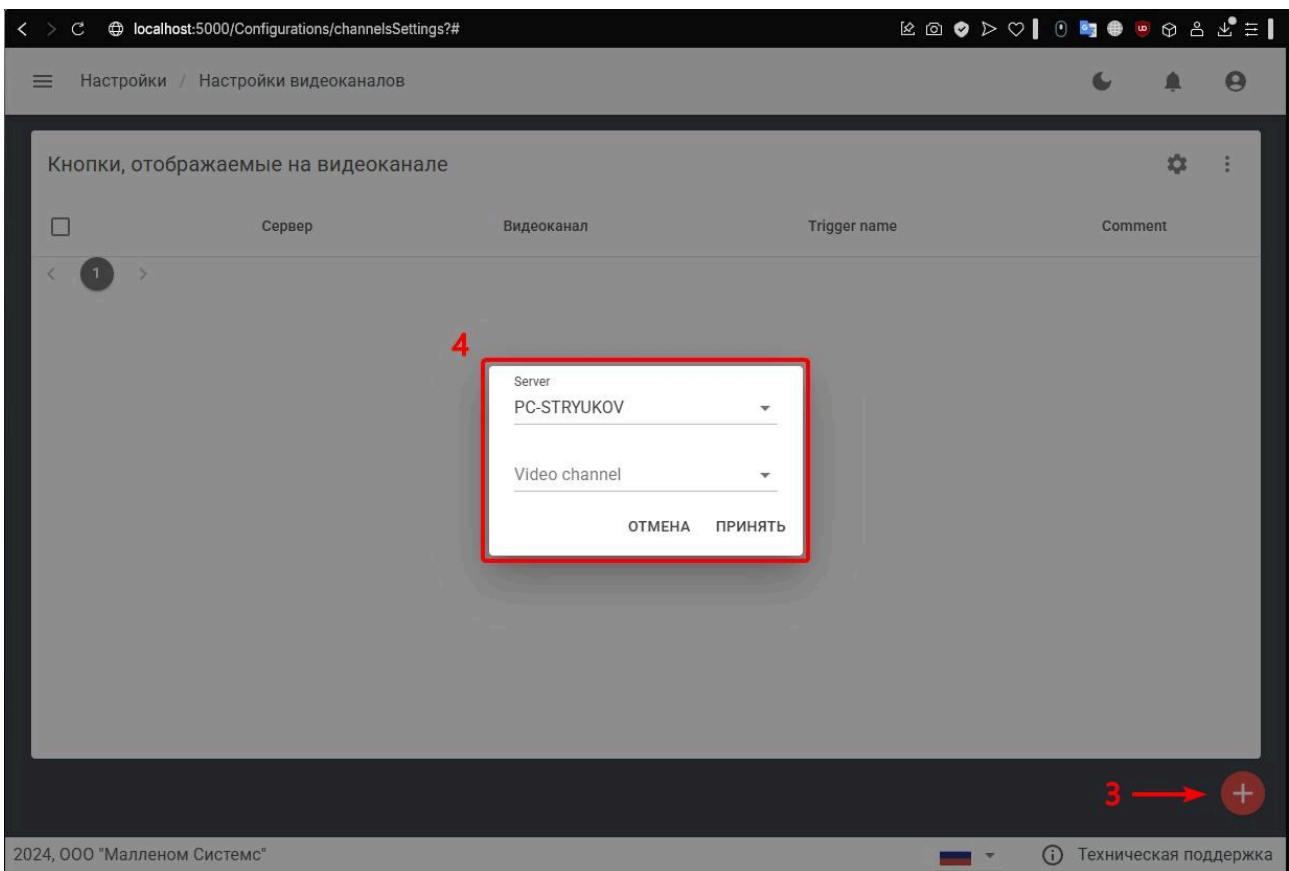 localhost:5000/Configurations/channelsSettings?#
Настройки / Настройки видеоканалов
Кнопки, отображаемые на видеоканале
Сервер Видеоканал Trigger name Comment
< 1 >
4
Server
PC-STRYUKOV
Video channel
ОТМЕНА ПРИНЯТЬ
3
2024, ООО "Малленом Системс" Техническая поддержка